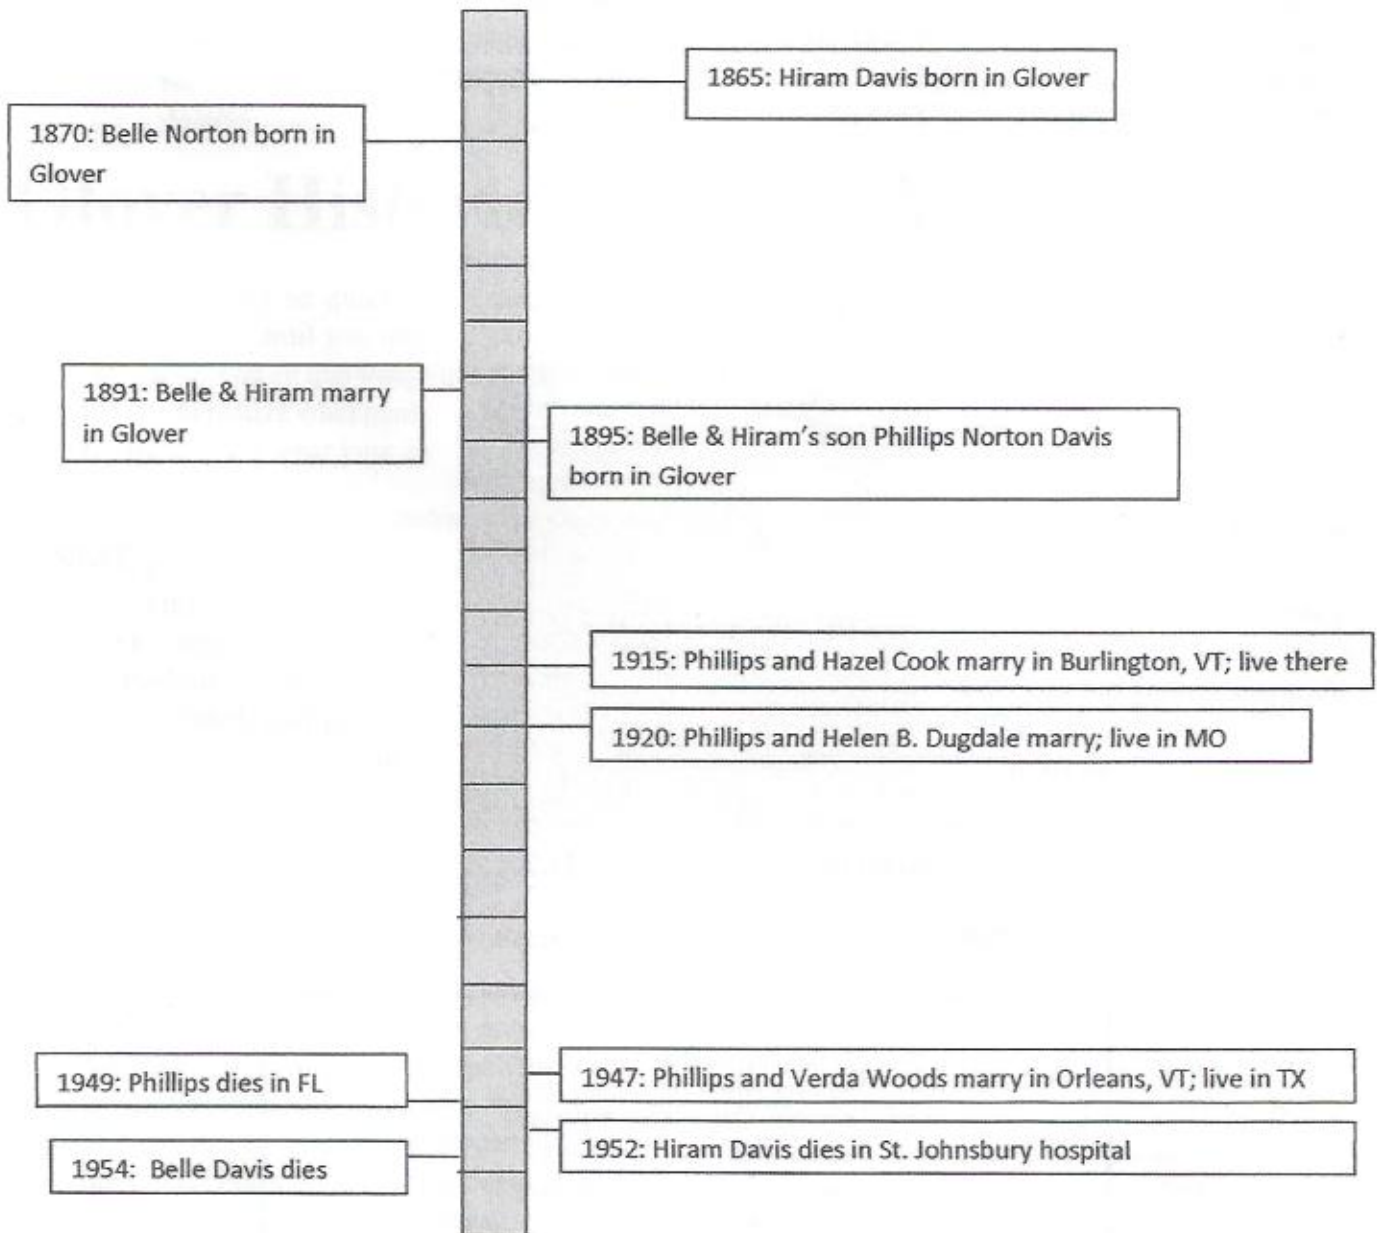 1865: Hiram Davis born in Glover
1870: Belle Norton born in
Glover
1891: Belle & Hiram marry
in Glover
1895: Belle & Hiram's son Phillips Norton Davis
born in Glover
1915: Phillips and Hazel Cook marry in Burlington, VT; live there
1920: Phillips and Helen B. Dugdale marry; live in MO
1947: Phillips and Verda Woods marry in Orleans, VT; live in TX
1949: Phillips dies in FL
1952: Hiram Davis dies in St. Johnsbury hospital
1954: Belle Davis dies